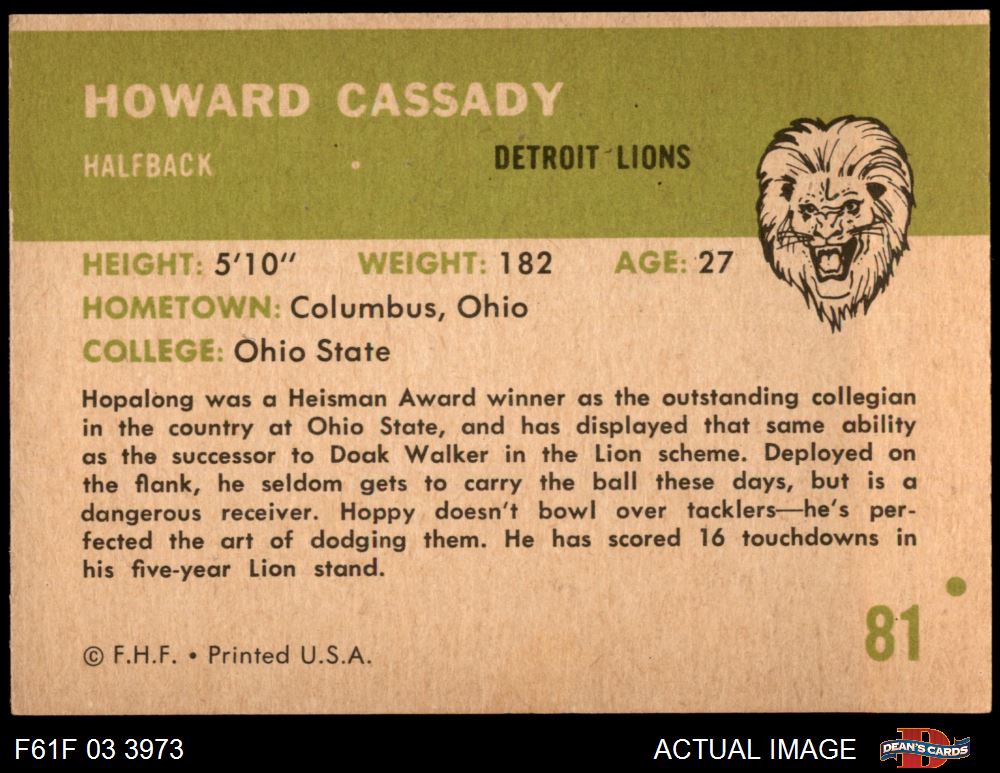 HOWARD CASSADY
HALFBACK
DETROIT LIONS
HEIGHT: 5'10" WEIGHT: 182 AGE: 27
HOMETOWN: Columbus, Ohio
COLLEGE: Ohio State
Hopalong was a Heisman Award winner as the outstanding collegian
in the country at Ohio State, and has displayed that same ability
as the successor to Doak Walker in the Lion scheme. Deployed on
the flank, he seldom gets to carry the ball these days, but is a
dangerous receiver. Hoppy doesn't bowl over tacklers—he's per-
fected the art of dodging them. He has scored 16 touchdowns in
his five-year Lion stand.
81
© F.H.F. • Printed U.S.A.
F61F 03 3973
ACTUAL IMAGE
DEAN'S CARDS